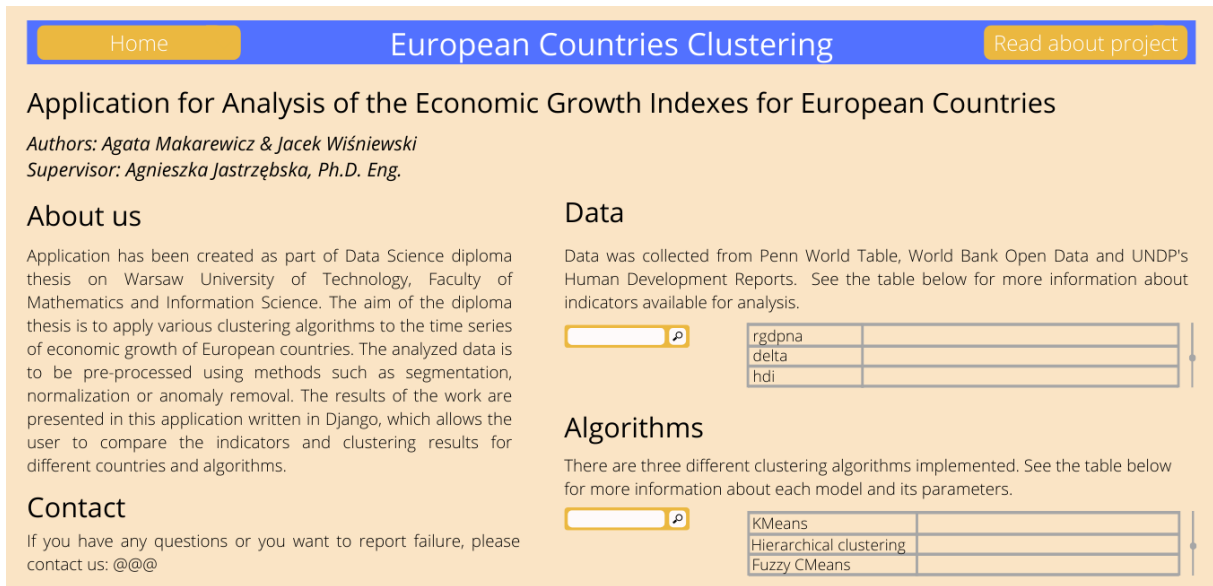 Home
European Countries Clustering
Read about project
Application for Analysis of the Economic Growth Indexes for European Countries
Authors: Agata Makarewicz & Jacek Wiśniewski
Supervisor: Agnieszka Jastrzębska, Ph.D. Eng.
About us
Application has been created as part of Data Science diploma
thesis on Warsaw University of Technology, Faculty of
Mathematics and Information Science. The aim of the diploma
thesis is to apply various clustering algorithms to the time series
of economic growth of European countries. The analyzed data is
to be pre-processed using methods such as segmentation,
normalization or anomaly removal. The results of the work are
presented in this application written in Django, which allows the
user to compare the indicators and clustering results for
different countries and algorithms.
Contact
If you have any questions or you want to report failure, please
contact us: @@@
Data
Data was collected from Penn World Table, World Bank Open Data and UNDP's
Human Development Reports. See the table below for more information about
indicators available for analysis.
rgdpna
delta
hdi
Algorithms
There are three different clustering algorithms implemented. See the table below
for more information about each model and its parameters.
KMeans
Hierarchical clustering
Fuzzy CMeans